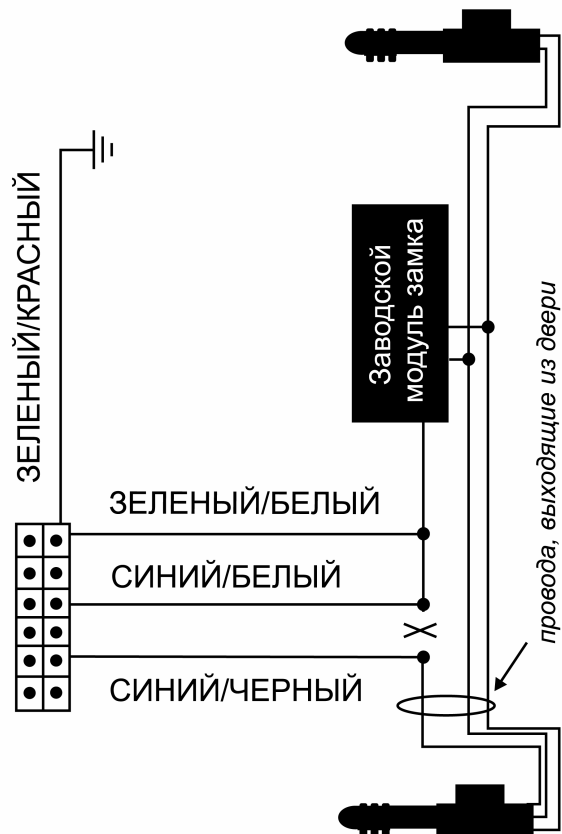 ЗЕЛЕНЫЙ/КРАСНЫЙ
Заводской
модуль замка
провода, выходящие из двери
ЗЕЛЕНЫЙ/БЕЛЫЙ
СИНИЙ/БЕЛЫЙ
СИНИЙ/ЧЕРНЫЙ